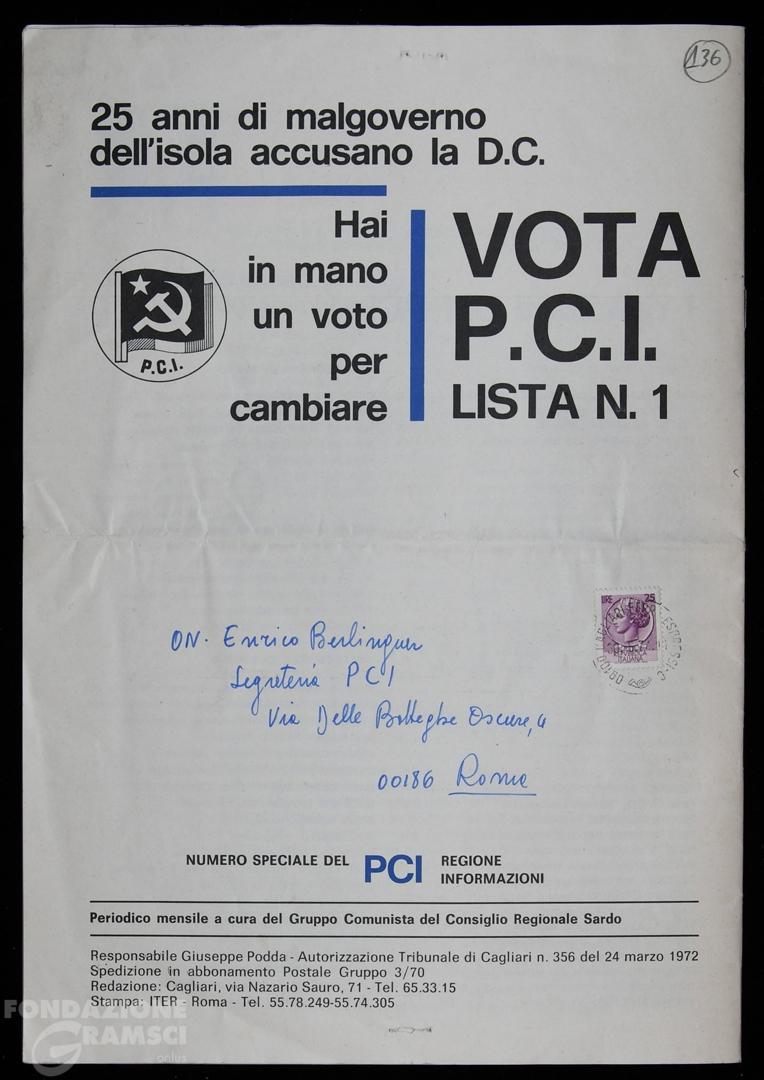 136
25 anni di malgoverno
dell'isola accusano la D.C.
Hai
in mano
un voto
per
cambiare
P.C.I.
VOTA
P.C.I.
LISTA N. 1
LIRE 25
ITALIANA
ON. Enrico Berlinguer
Segreteria PCI
Via Delle Botteghe Oscure, 4
00186 Roma
NUMERO SPECIALE DEL PCI REGIONE
INFORMAZIONI
Periodico mensile a cura del Gruppo Comunista del Consiglio Regionale Sardo
Responsabile Giuseppe Podda - Autorizzazione Tribunale di Cagliari n. 356 del 24 marzo 1972
Spedizione in abbonamento Postale Gruppo 3/70
Redazione: Cagliari, via Nazario Sauro, 71 - Tel. 65.33.15
Stampa: ITER - Roma - Tel. 55.78.249-55.74.305
FONDAZIONE
GRAMSCI
onlus